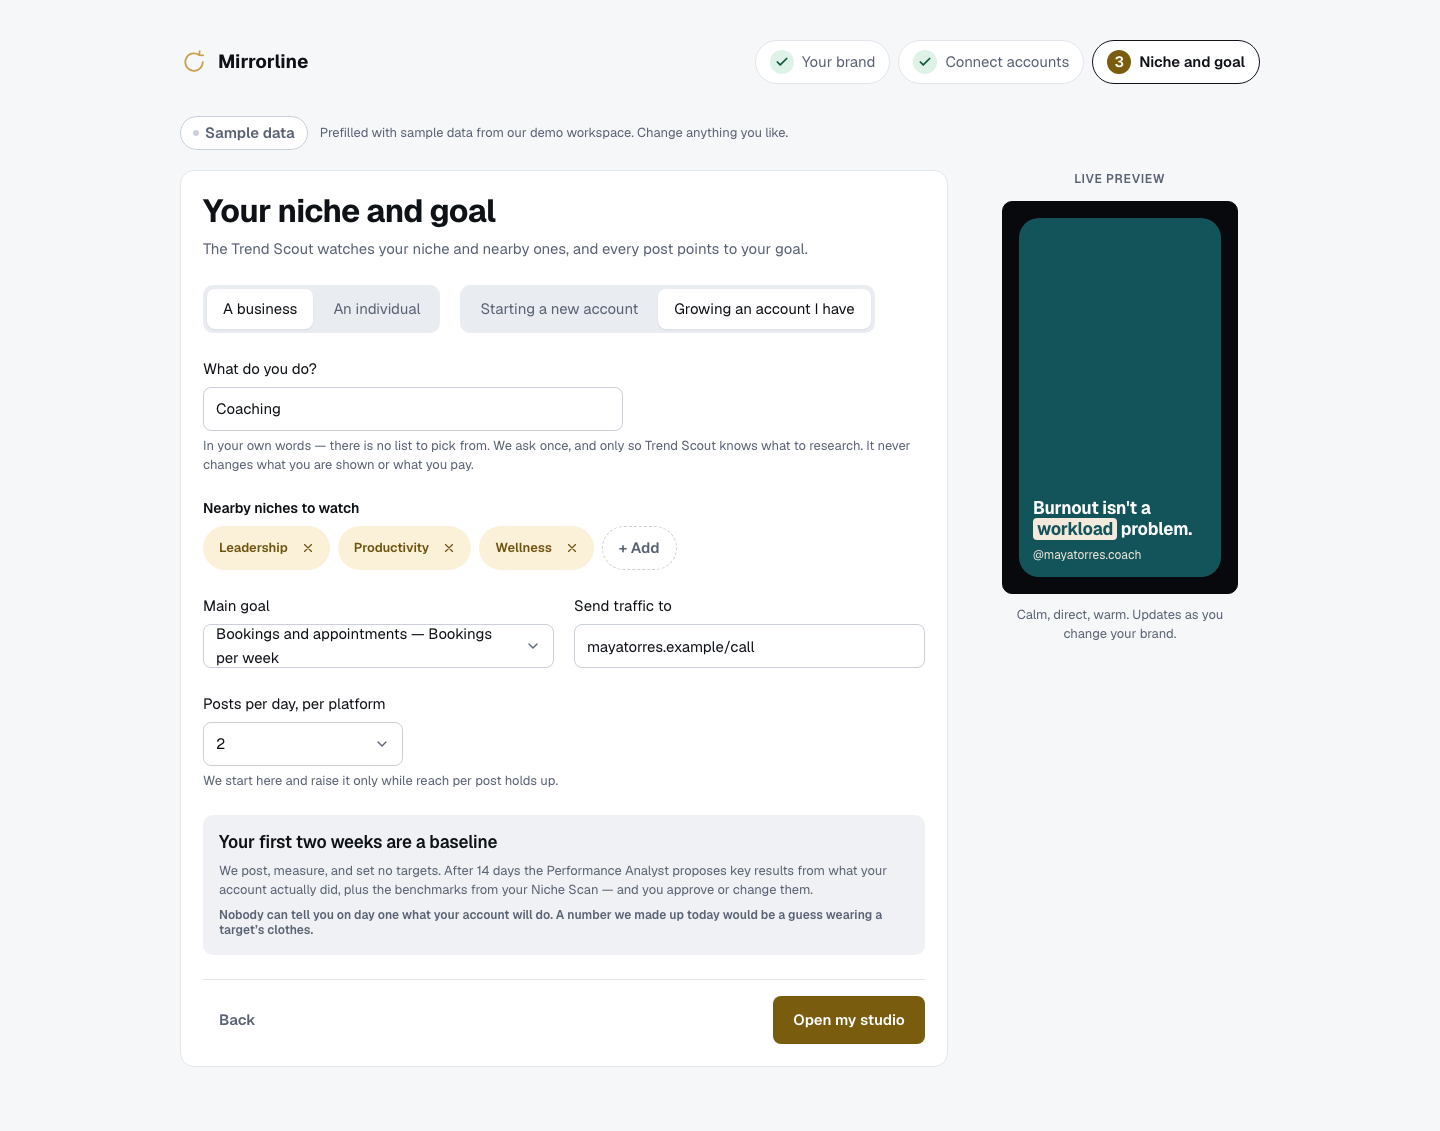 Mirrorline
Your brand
Connect accounts
3 Niche and goal
Sample data
Prefilled with sample data from our demo workspace. Change anything you like.
Your niche and goal
The Trend Scout watches your niche and nearby ones, and every post points to your goal.
A business
An individual
Starting a new account
Growing an account I have
What do you do?
Coaching
In your own words — there is no list to pick from. We ask once, and only so Trend Scout knows what to research. It never
changes what you are shown or what you pay.
Nearby niches to watch
Leadership
Productivity
Wellness
+ Add
Main goal
Bookings and appointments — Bookings
per week
Send traffic to
mayatorres.example/call
Posts per day, per platform
2
We start here and raise it only while reach per post holds up.
Your first two weeks are a baseline
We post, measure, and set no targets. After 14 days the Performance Analyst proposes key results from what your
account actually did, plus the benchmarks from your Niche Scan — and you approve or change them.
Nobody can tell you on day one what your account will do. A number we made up today would be a guess wearing a
target's clothes.
Back
Open my studio
LIVE PREVIEW
Burnout isn't a
workload problem.
@mayatorres.coach
Calm, direct, warm. Updates as you
change your brand.